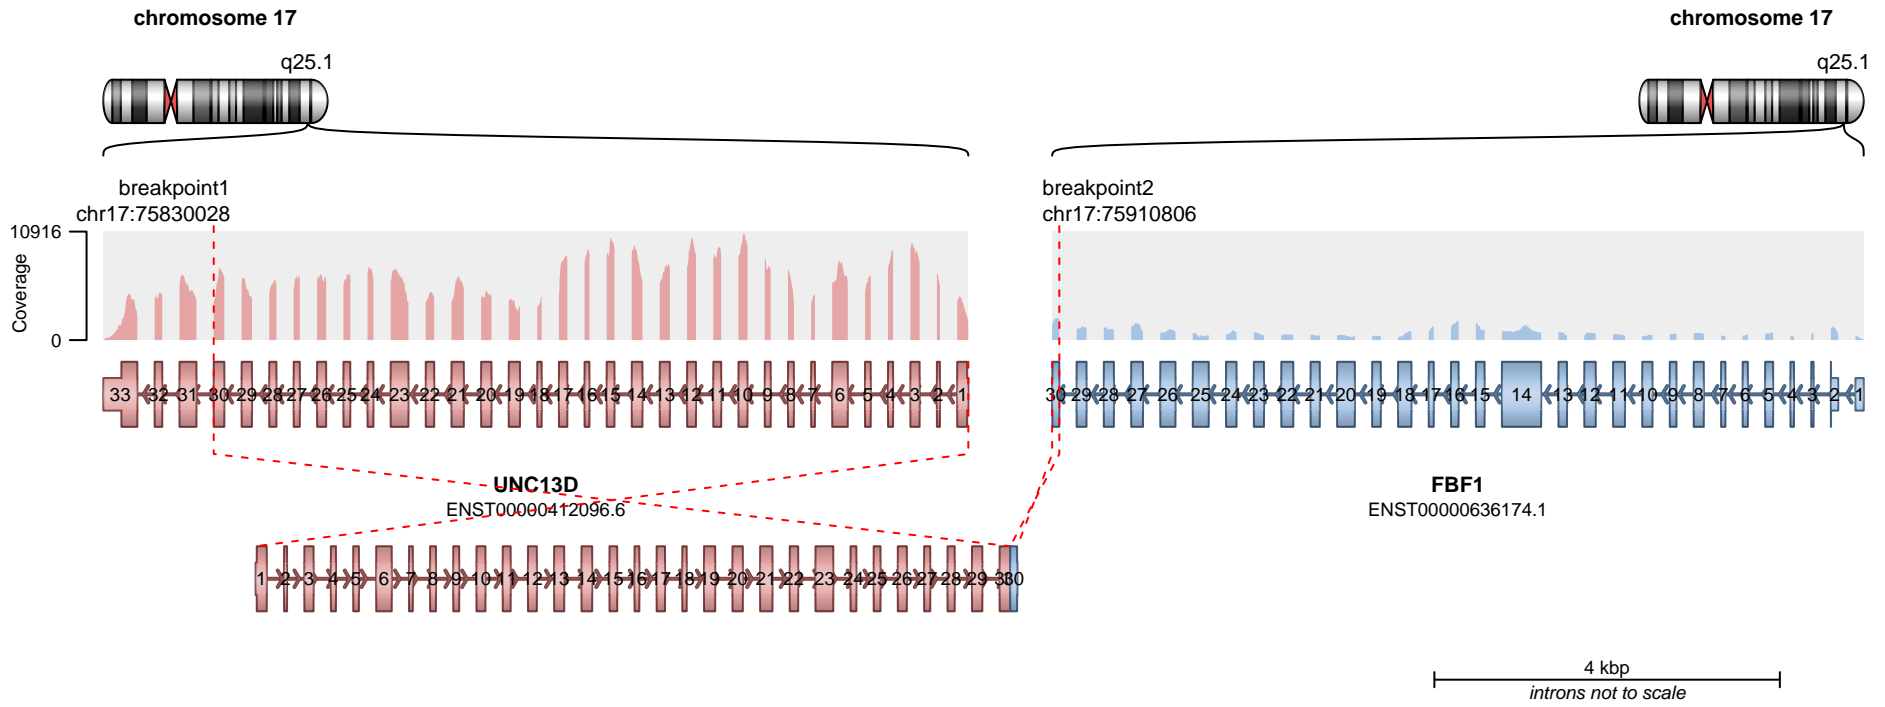 chromosome 17
chromosome 17
q25.1
q25.1
breakpoint1
chr17:75830028
breakpoint2
chr17:75910806
10916
Coverage
0
33 32 31 30 29 28 27 26 25 24 23 22 21 20 19 18 17 16 15 14 13 12 11 10 9 8 7 6 5 4 3 2 1
30 29 28 27 26 25 24 23 22 21 20 19 18 17 16 15 14 13 12 11 10 9 8 7 6 5 4 3 2 1
UNC13D
ENST00000412096.6
FBF1
ENST00000636174.1
1 2 3 4 5 6 7 8 9 10 11 12 13 14 15 16 17 18 19 20 21 22 23 24 25 26 27 28 29 30 30
4 kbp
introns not to scale